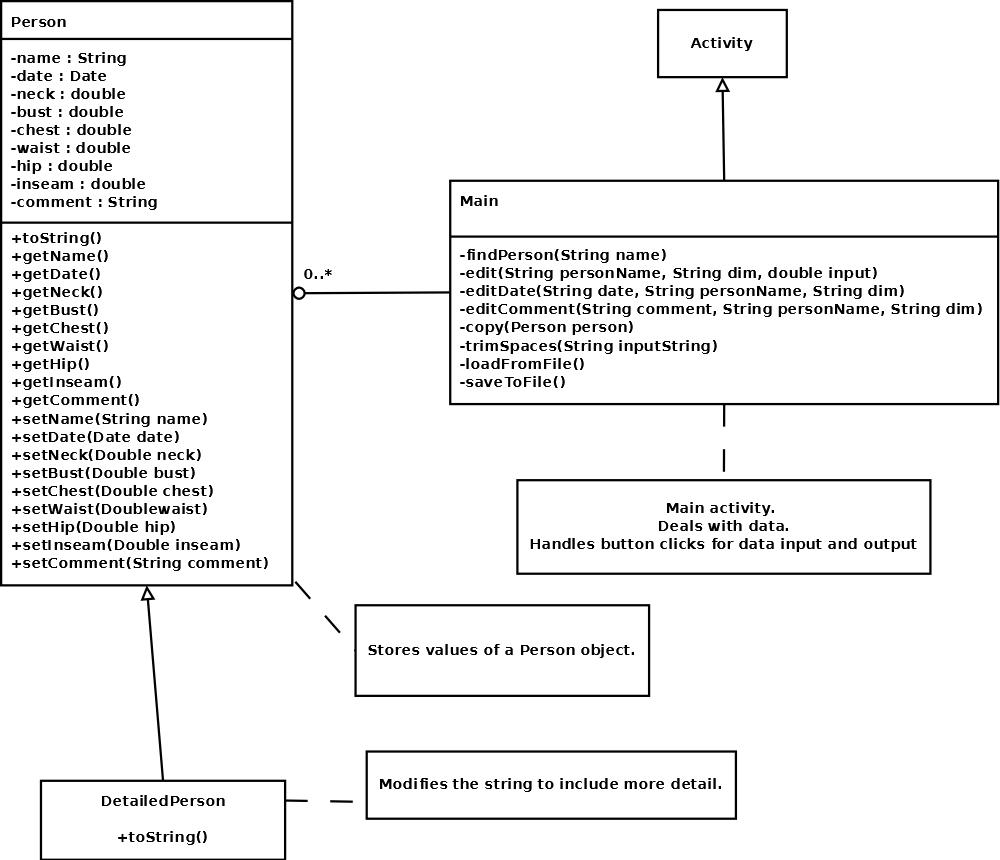 Person
-name : String
-date : Date
-neck : double
-bust : double
-chest : double
-waist : double
-hip : double
-inseam : double
-comment : String
+toString()
+getName()
+getDate()
+getNeck()
+getBust()
+getChest()
+getWaist()
+getHip()
+getInseam()
+getComment()
+setName(String name)
+setDate(Date date)
+setNeck(Double neck)
+setBust(Double bust)
+setChest(Double chest)
+setWaist(Doublewaist)
+setHip(Double hip)
+setInseam(Double inseam)
+setComment(String comment)
0..*
Activity
Main
-findPerson(String name)
-edit(String personName, String dim, double input)
-editDate(String date, String personName, String dim)
-editComment(String comment, String personName, String dim)
-copy(Person person)
-trimSpaces(String inputString)
-loadFromFile()
-saveToFile()
Main activity.
Deals with data.
Handles button clicks for data input and output
Stores values of a Person object.
DetailedPerson
+toString()
Modifies the string to include more detail.